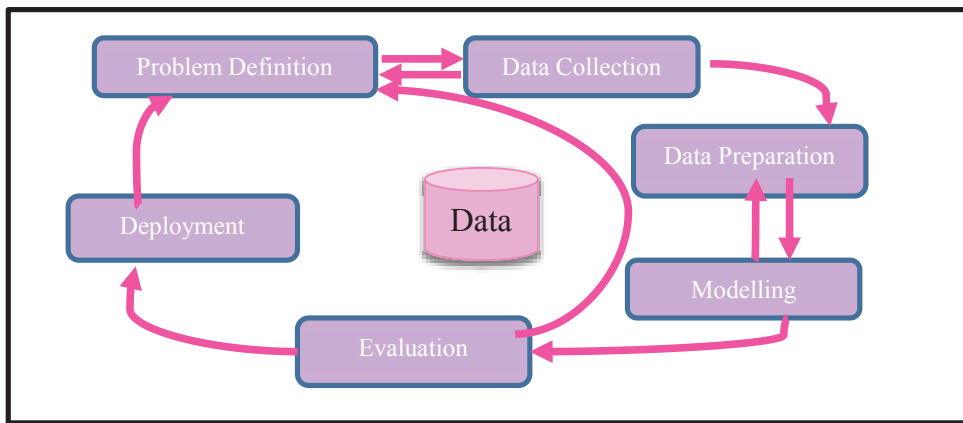 Problem Definition
Data Collection
Data Preparation
Modelling
Evaluation
Deployment
Data